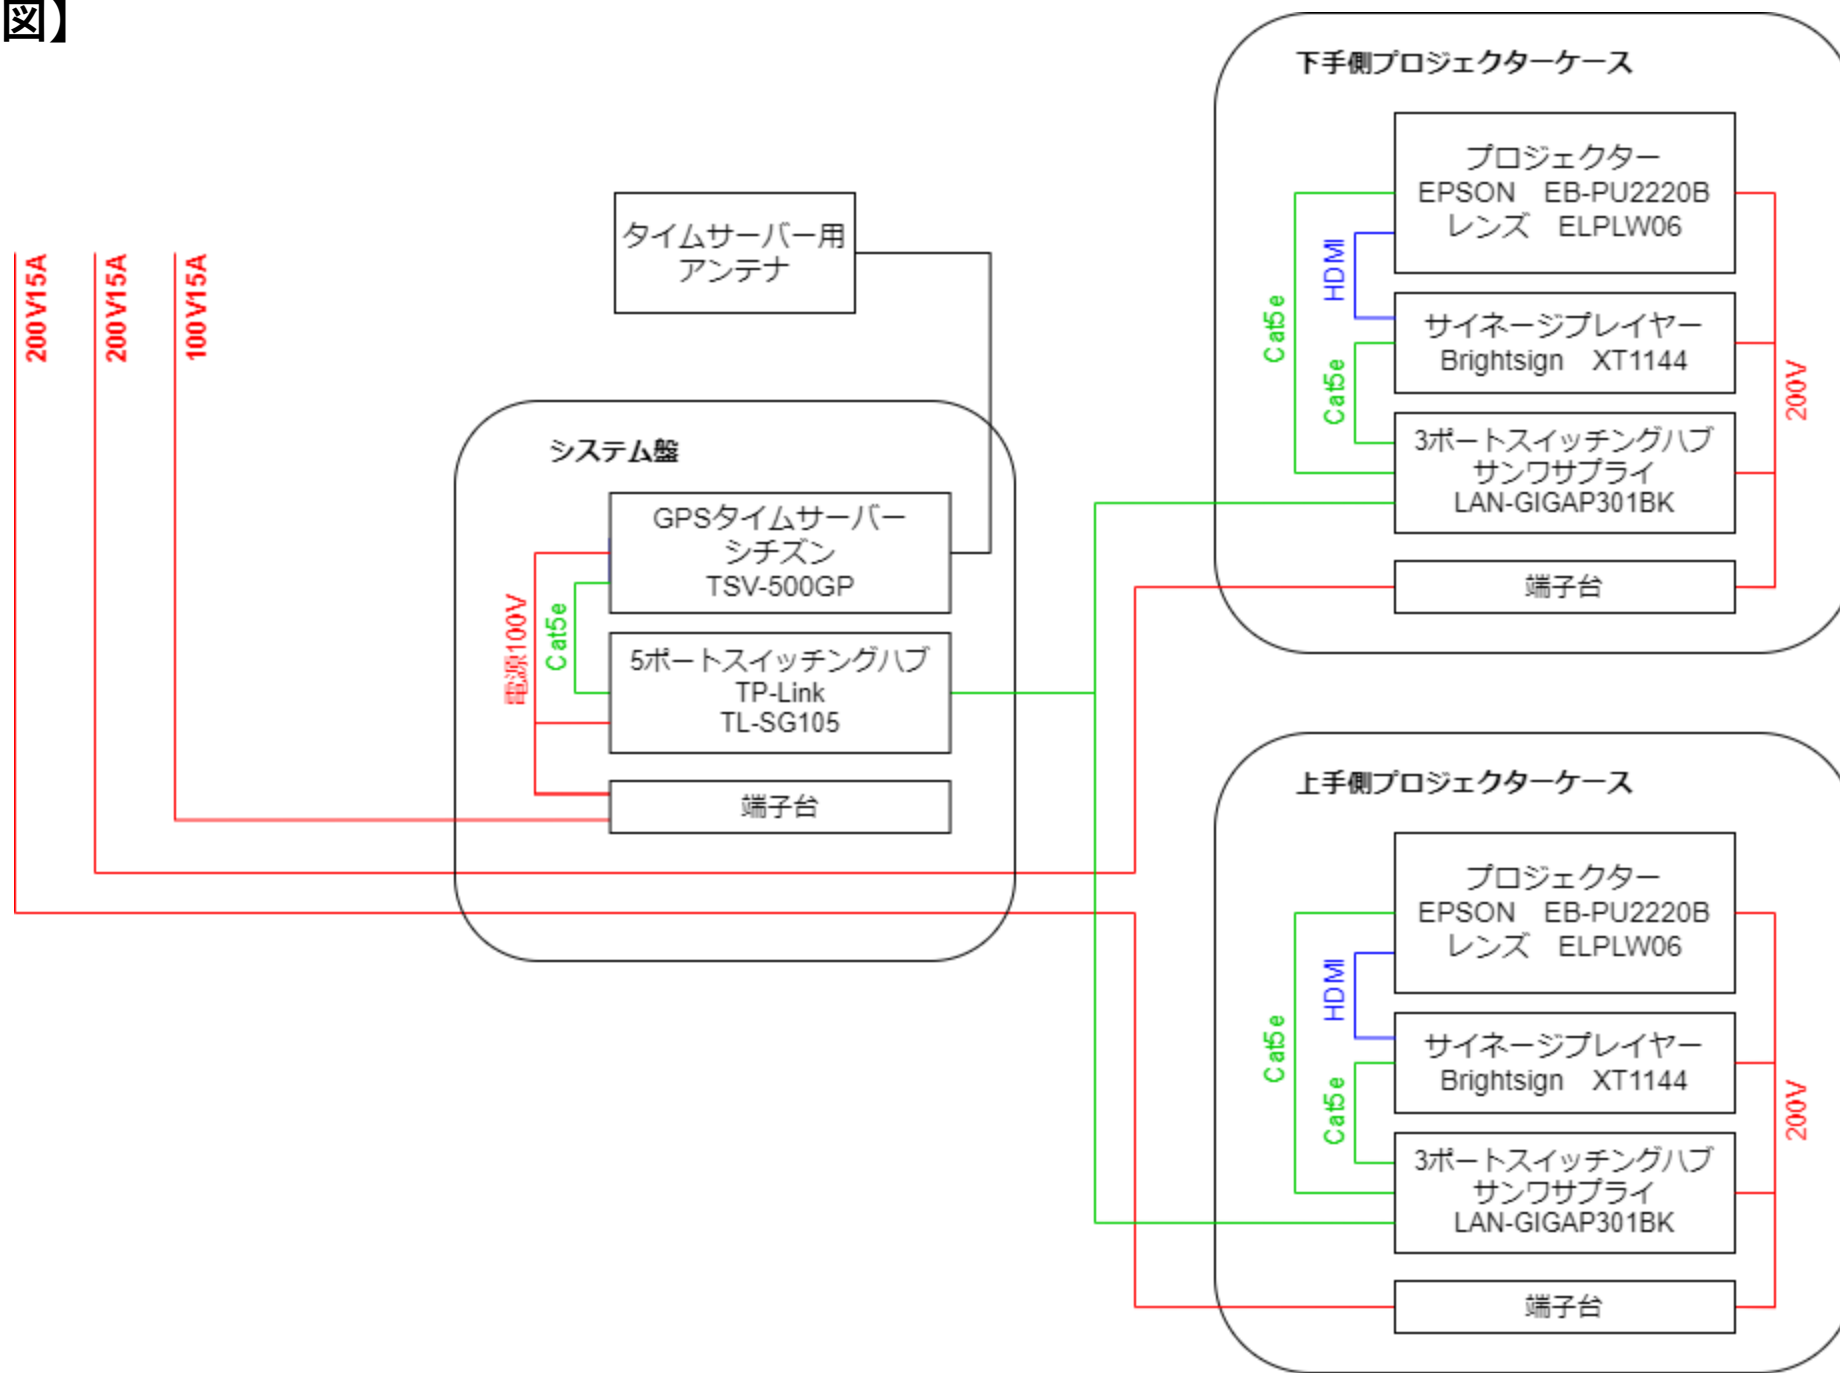 図】
200V15A
200V15A
100V15A
タイムサーバー用
アンテナ
システム盤
GPSタイムサーバー
シチズン
TSV-500GP
電源100V
Cat5e
5ポートスイッチングハブ
TP-Link
TL-SG105
端子台
下手側プロジェクターケース
プロジェクター
EPSON　EB-PU2220B
レンズ　ELPLW06
HDMI
Cat5e
サイネージプレイヤー
Brightsign　XT1144
Cat5e
200V
3ポートスイッチングハブ
サンワサプライ
LAN-GIGAP301BK
端子台
上手側プロジェクターケース
プロジェクター
EPSON　EB-PU2220B
レンズ　ELPLW06
HDMI
Cat5e
サイネージプレイヤー
Brightsign　XT1144
Cat5e
200V
3ポートスイッチングハブ
サンワサプライ
LAN-GIGAP301BK
端子台